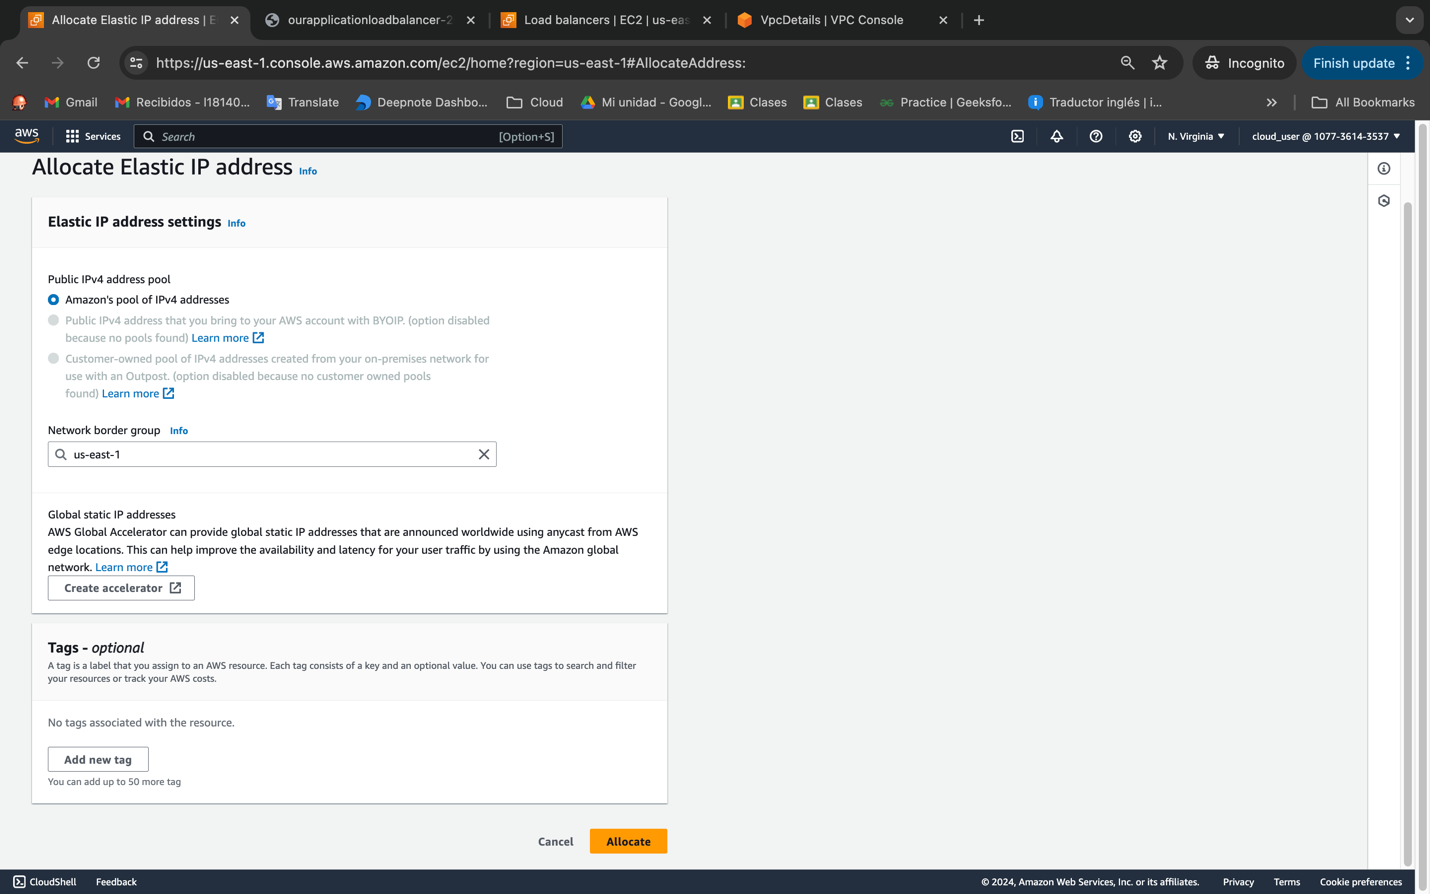 Allocate Elastic IP address | E
ourapplicationloadbalancer-2
Load balancers | EC2 | us-eas
VpcDetails | VPC Console
https://us-east-1.console.aws.amazon.com/ec2/home?region=us-east-1#AllocateAddress:
Incognito
Finish update
Gmail
Recibidos - l18140...
Translate
Deepnote Dashbo...
Cloud
Mi unidad - Googl...
Clases
Clases
Practice | Geeksfo...
Traductor inglés | i...
All Bookmarks
aws
Services
Search
[Option+S]
N. Virginia
cloud_user @ 1077-3614-3537
Allocate Elastic IP address Info
Elastic IP address settings Info
Public IPv4 address pool
Amazon's pool of IPv4 addresses
Public IPv4 address that you bring to your AWS account with BYOIP. (option disabled
because no pools found) Learn more
Customer-owned pool of IPv4 addresses created from your on-premises network for
use with an Outpost. (option disabled because no customer owned pools
found) Learn more
Network border group Info
us-east-1
Global static IP addresses
AWS Global Accelerator can provide global static IP addresses that are announced worldwide using anycast from AWS
edge locations. This can help improve the availability and latency for your user traffic by using the Amazon global
network. Learn more
Create accelerator
Tags - optional
A tag is a label that you assign to an AWS resource. Each tag consists of a key and an optional value. You can use tags to search and filter
your resources or track your AWS costs.
No tags associated with the resource.
Add new tag
You can add up to 50 more tag
Cancel
Allocate
CloudShell
Feedback
© 2024, Amazon Web Services, Inc. or its affiliates.
Privacy
Terms
Cookie preferences